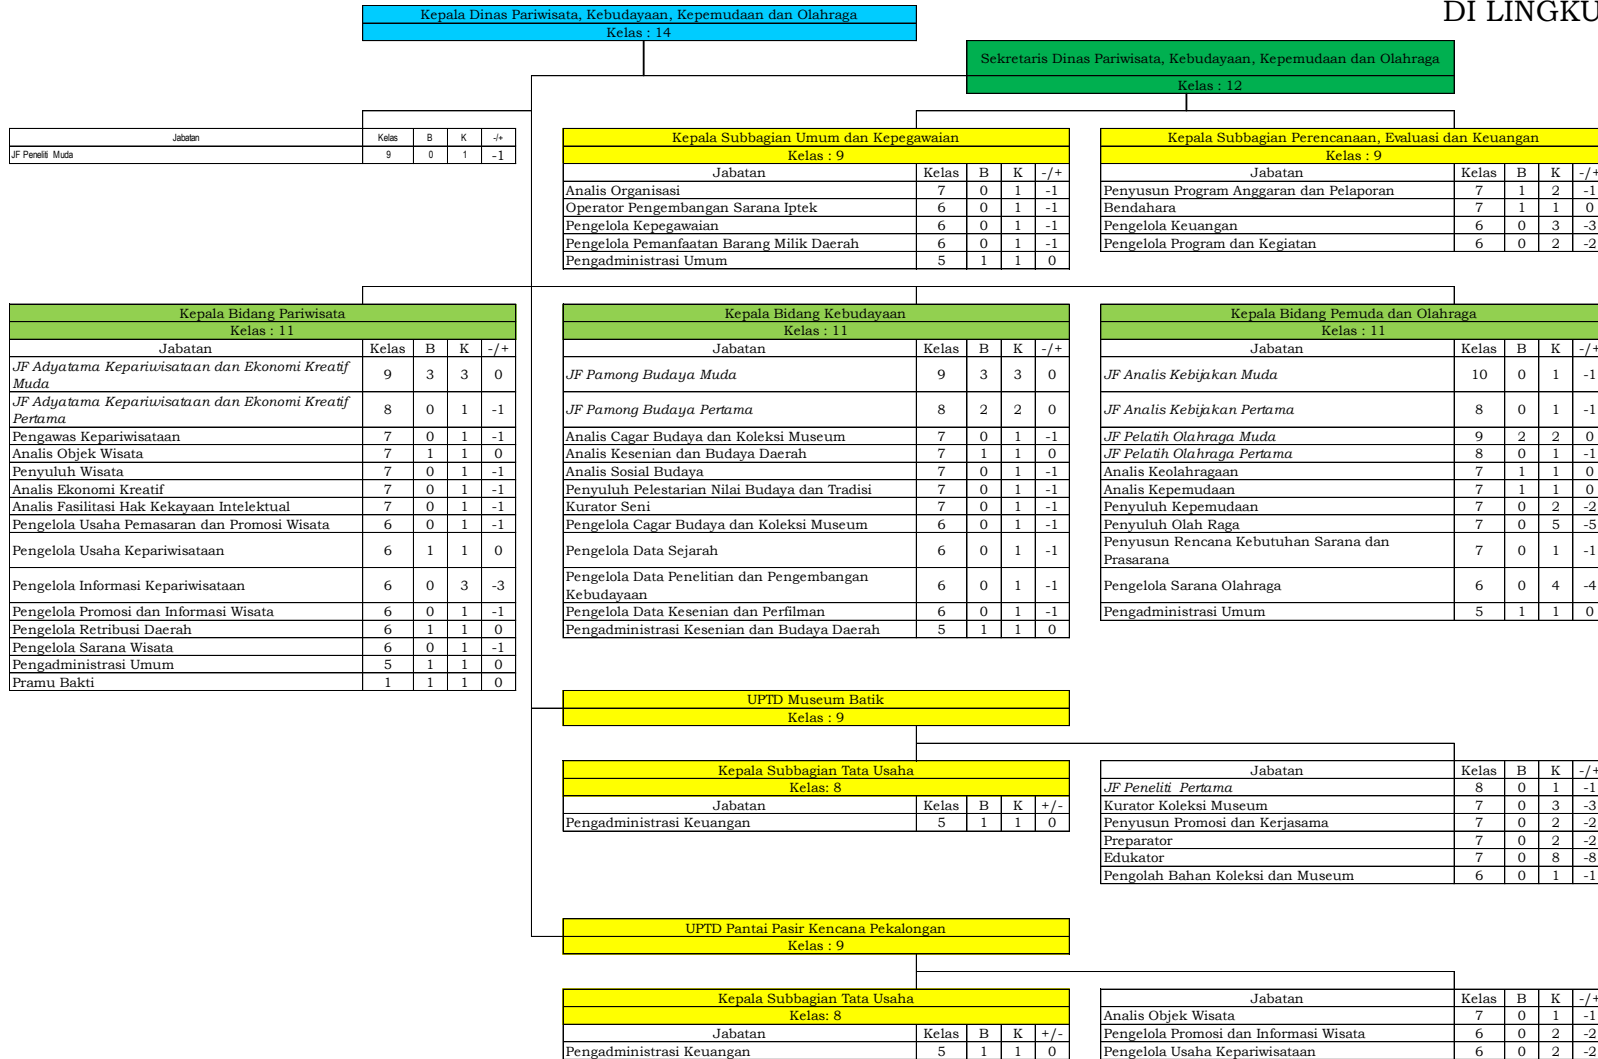 DI LINGKU
Kepala Dinas Pariwisata, Kebudayaan, Kepemudaan dan Olahraga
Kelas : 14
Sekretaris Dinas Pariwisata, Kebudayaan, Kepemudaan dan Olahraga
Kelas : 12
Jabatan Kelas B K -/+
JF Peneliti Muda 9 0 1 -1
Kepala Subbagian Umum dan Kepegawaian
Kelas : 9
Jabatan Kelas B K -/+
Analis Organisasi 7 0 1 -1
Operator Pengembangan Sarana Iptek 6 0 1 -1
Pengelola Kepegawaian 6 0 1 -1
Pengelola Pemanfaatan Barang Milik Daerah 6 0 1 -1
Pengadministrasi Umum 5 1 1 0
Kepala Subbagian Perencanaan, Evaluasi dan Keuangan
Kelas : 9
Jabatan Kelas B K -/+
Penyusun Program Anggaran dan Pelaporan 7 1 2 -1
Bendahara 7 1 1 0
Pengelola Keuangan 6 0 3 -3
Pengelola Program dan Kegiatan 6 0 2 -2
Kepala Bidang Pariwisata
Kelas : 11
Jabatan Kelas B K -/+
JF Adyatama Kepariwisataan dan Ekonomi Kreatif
Muda 9 3 3 0
JF Adyatama Kepariwisataan dan Ekonomi Kreatif
Pertama 8 0 1 -1
Pengawas Kepariwisataan 7 0 1 -1
Analis Objek Wisata 7 1 1 0
Penyuluh Wisata 7 0 1 -1
Analis Ekonomi Kreatif 7 0 1 -1
Analis Fasilitasi Hak Kekayaan Intelektual 7 0 1 -1
Pengelola Usaha Pemasaran dan Promosi Wisata 6 0 1 -1
Pengelola Usaha Kepariwisataan 6 1 1 0
Pengelola Informasi Kepariwisataan 6 0 3 -3
Pengelola Promosi dan Informasi Wisata 6 0 1 -1
Pengelola Retribusi Daerah 6 1 1 0
Pengelola Sarana Wisata 6 0 1 -1
Pengadministrasi Umum 5 1 1 0
Pramu Bakti 1 1 1 0
Kepala Bidang Kebudayaan
Kelas : 11
Jabatan Kelas B K -/+
JF Pamong Budaya Muda 9 3 3 0
JF Pamong Budaya Pertama 8 2 2 0
Analis Cagar Budaya dan Koleksi Museum 7 0 1 -1
Analis Kesenian dan Budaya Daerah 7 1 1 0
Analis Sosial Budaya 7 0 1 -1
Penyuluh Pelestarian Nilai Budaya dan Tradisi 7 0 1 -1
Kurator Seni 7 0 1 -1
Pengelola Cagar Budaya dan Koleksi Museum 6 0 1 -1
Pengelola Data Sejarah 6 0 1 -1
Pengelola Data Penelitian dan Pengembangan
Kebudayaan 6 0 1 -1
Pengelola Data Kesenian dan Perfilman 6 0 1 -1
Pengadministrasi Kesenian dan Budaya Daerah 5 1 1 0
Kepala Bidang Pemuda dan Olahraga
Kelas : 11
Jabatan Kelas B K -/+
JF Analis Kebijakan Muda 10 0 1 -1
JF Analis Kebijakan Pertama 8 0 1 -1
JF Pelatih Olahraga Muda 9 2 2 0
JF Pelatih Olahraga Pertama 8 0 1 -1
Analis Keolahragaan 7 1 1 0
Analis Kepemudaan 7 1 1 0
Penyuluh Kepemudaan 7 0 2 -2
Penyuluh Olah Raga 7 0 5 -5
Penyusun Rencana Kebutuhan Sarana dan
Prasarana 7 0 1 -1
Pengelola Sarana Olahraga 6 0 4 -4
Pengadministrasi Umum 5 1 1 0
UPTD Museum Batik
Kelas : 9
Kepala Subbagian Tata Usaha
Kelas: 8
Jabatan Kelas B K +/-
Pengadministrasi Keuangan 5 1 1 0
Jabatan Kelas B K -/+
JF Peneliti Pertama 8 0 1 -1
Kurator Koleksi Museum 7 0 3 -3
Penyusun Promosi dan Kerjasama 7 0 2 -2
Preparator 7 0 2 -2
Edukator 7 0 8 -8
Pengolah Bahan Koleksi dan Museum 6 0 1 -1
UPTD Pantai Pasir Kencana Pekalongan
Kelas : 9
Kepala Subbagian Tata Usaha
Kelas: 8
Jabatan Kelas B K +/-
Pengadministrasi Keuangan 5 1 1 0
Jabatan Kelas B K -/+
Analis Objek Wisata 7 0 1 -1
Pengelola Promosi dan Informasi Wisata 6 0 2 -2
Pengelola Usaha Kepariwisataan 6 0 2 -2